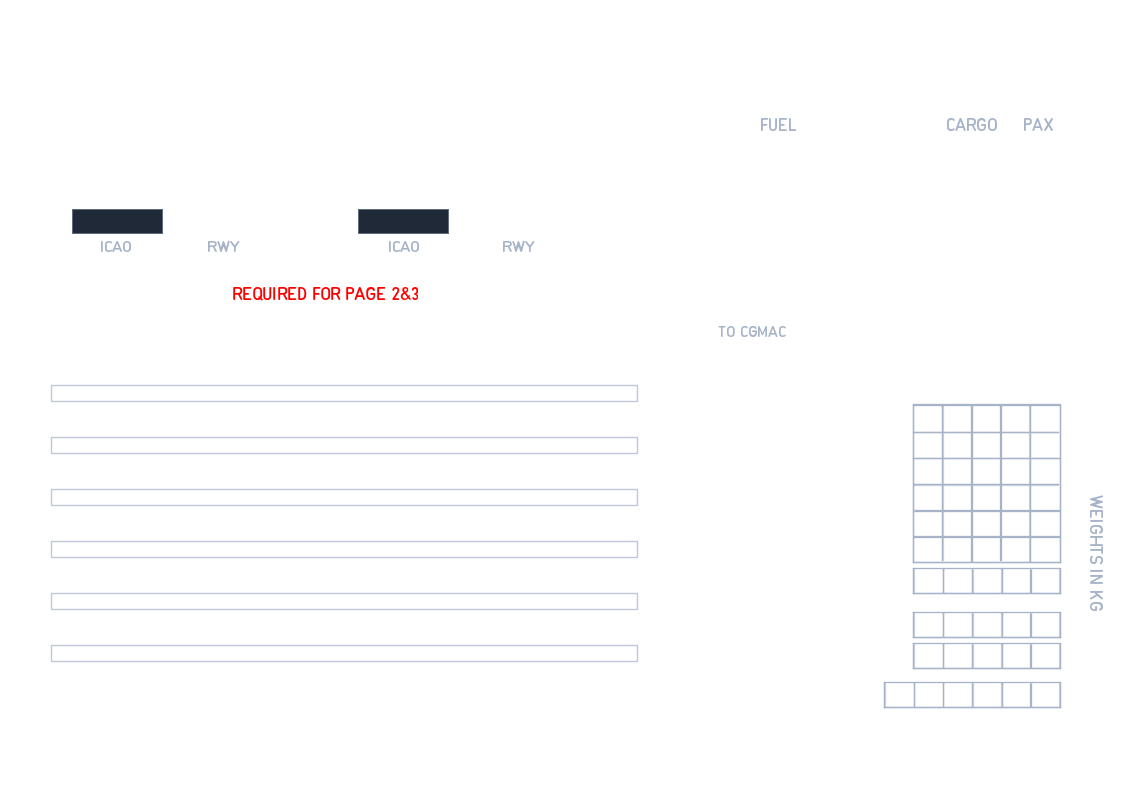 FUEL CARGO PAX
ICAO RWY ICAO RWY
REQUIRED FOR PAGE 2&3
TO CGMAC
WEIGHTS IN KG